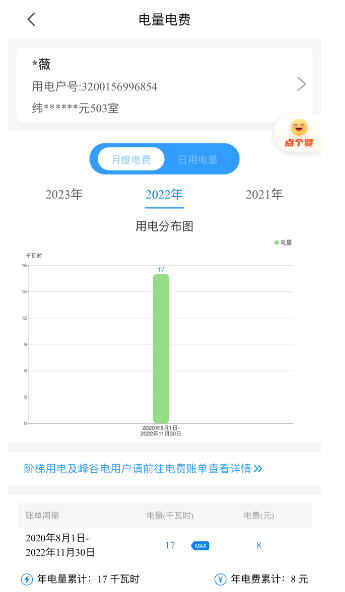 电量电费
*薇
用电户号:3200156996854
纬******元503室
点个赞
月度电费 日用电量
2023年 2022年 2021年
用电分布图
电量
千瓦时
17
18
15
12
9
6
3
0
2020年8月1日-
2022年11月30日
阶梯用电及峰谷电用户请前往电费账单查看详情
账单周期 电量(千瓦时) 电费(元)
2020年8月1日-
2022年11月30日
17 MAX 8
年电量累计：17 千瓦时 年电费累计：8 元